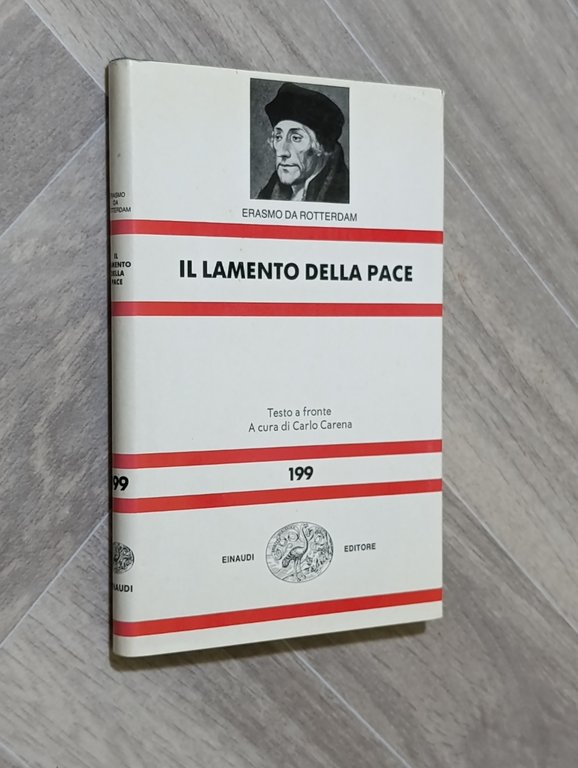 ERASMO DA ROTTERDAM
IL LAMENTO DELLA PACE
Testo a fronte
A cura di Carlo Carena
199
EINAUDI
EDITORE
ERASMO
DA
ROTTERDAM
IL
LAMENTO
DELLA
PACE
99
EINAUDI